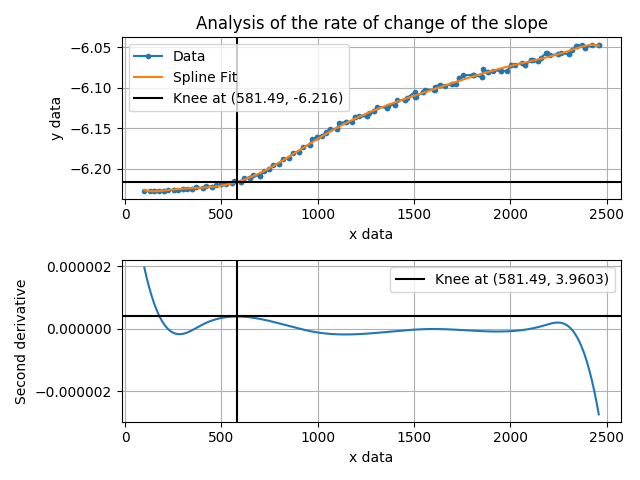 Analysis of the rate of change of the slope
−6.05
−6.10
−6.15
−6.20
y data
Data
Spline Fit
Knee at (581.49, -6.216)
0 500 1000 1500 2000 2500
x data
0.000002
0.000000
−0.000002
Second derivative
Knee at (581.49, 3.9603)
0 500 1000 1500 2000 2500
x data